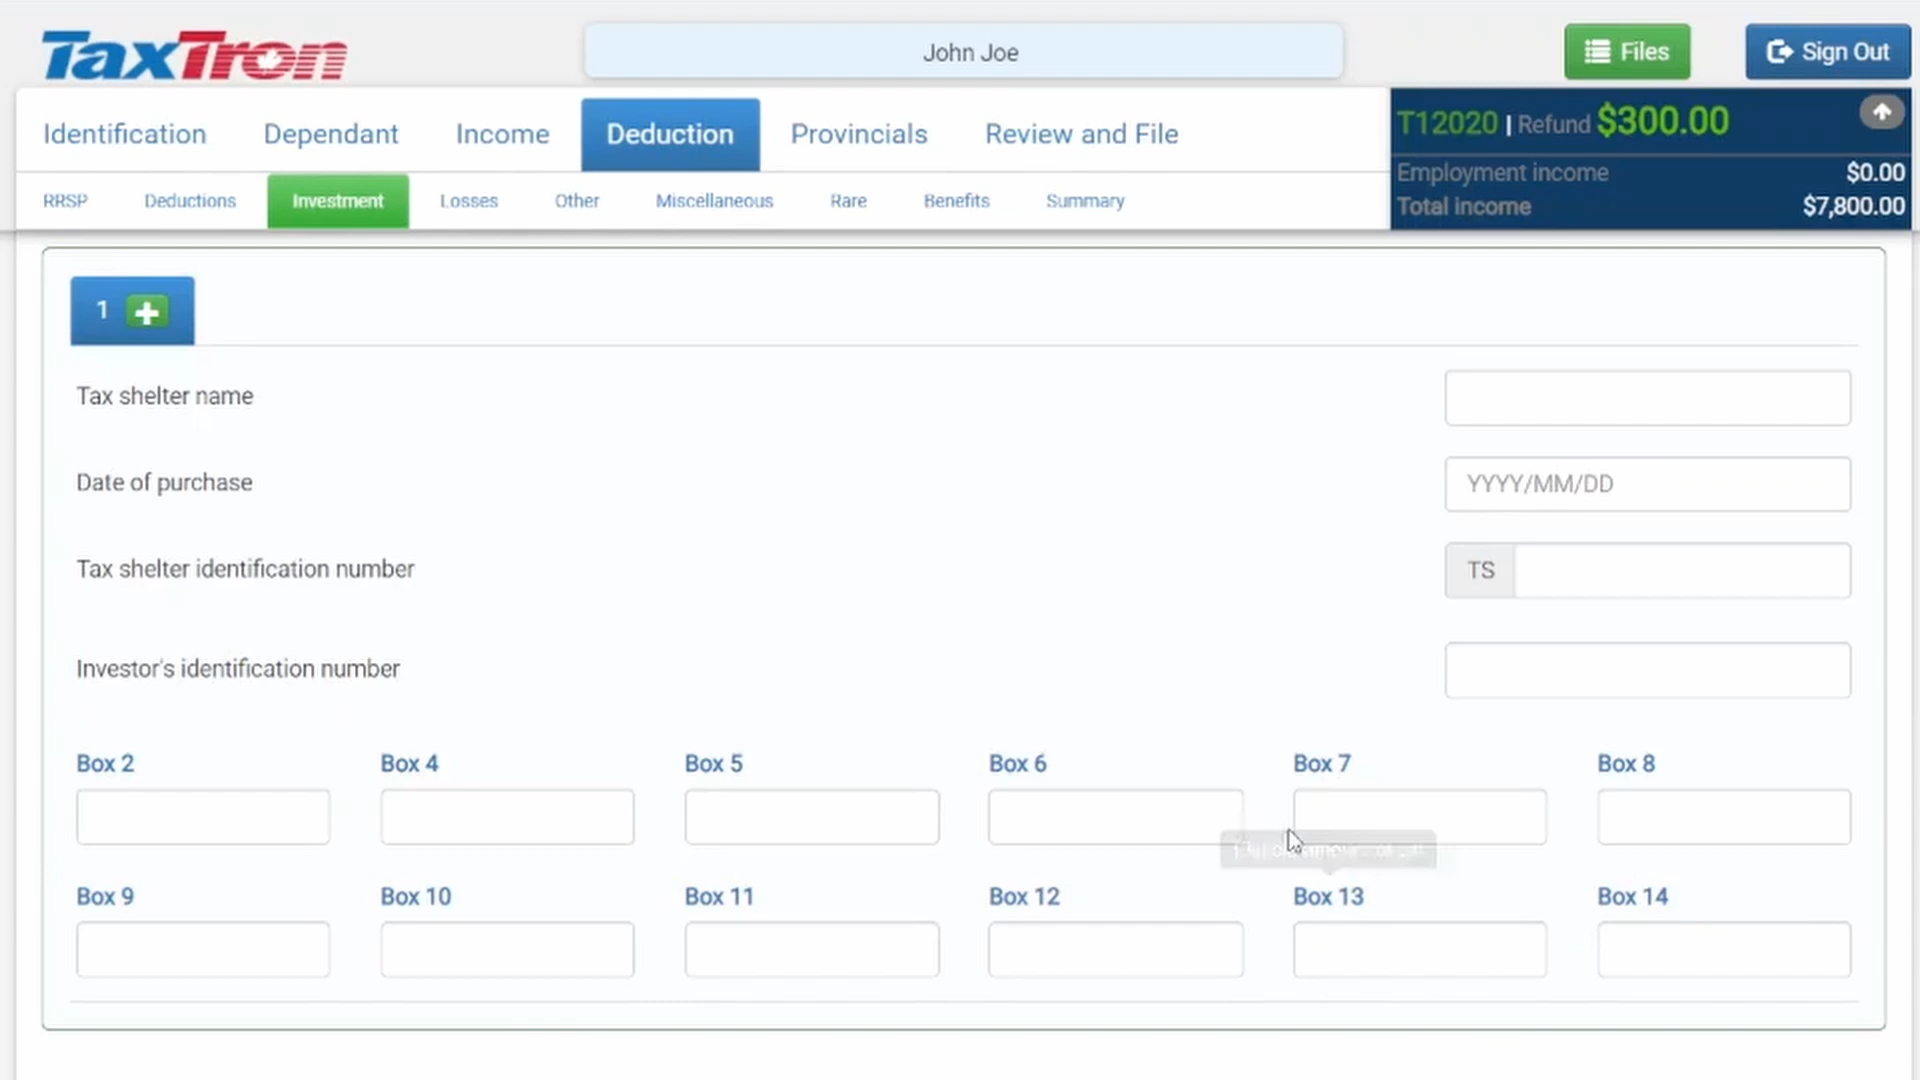 TaxTron
John Joe
Files
Sign Out
Identification Dependant Income Deduction Provincials Review and File
T12020 | Refund $300.00
Employment income $0.00
Total income $7,800.00
RRSP Deductions Investment Losses Other Miscellaneous Rare Benefits Summary
1
Tax shelter name
Date of purchase YYYY/MM/DD
Tax shelter identification number TS
Investor's identification number
Box 2 Box 4 Box 5 Box 6 Box 7 Box 8
Box 9 Box 10 Box 11 Box 12 Box 13 Box 14